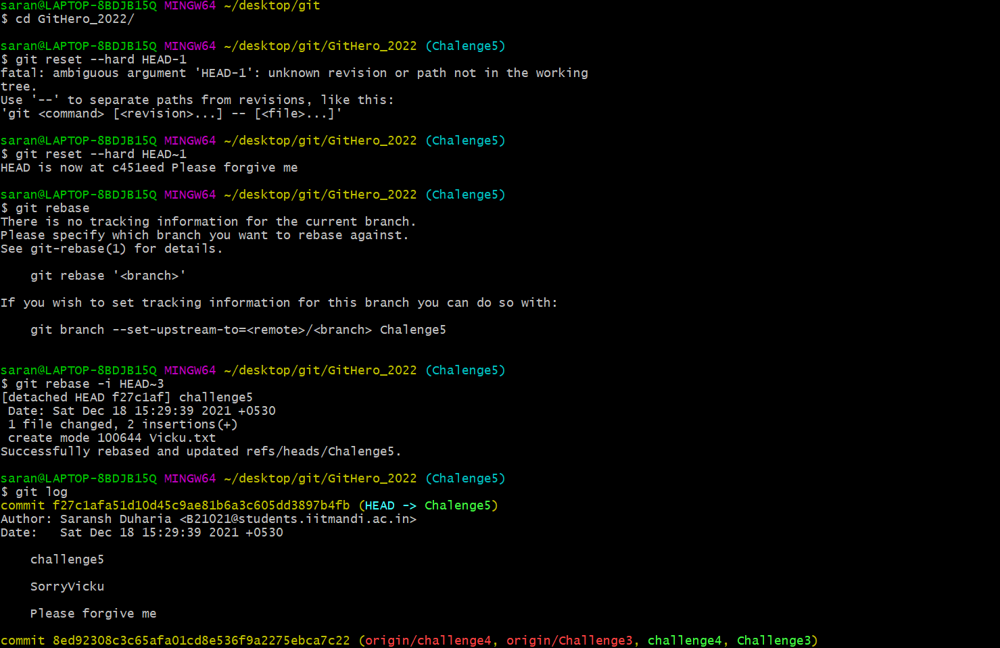 saran@LAPTOP-8BDJB15Q MINGW64 ~/desktop/git
$ cd GitHero_2022/
saran@LAPTOP-8BDJB15Q MINGW64 ~/desktop/git/GitHero_2022 (Chalenge5)
$ git reset --hard HEAD-1
fatal: ambiguous argument 'HEAD-1': unknown revision or path not in the working
tree.
Use '--' to separate paths from revisions, like this:
'git <command> [<revision>...] -- [<file>...]'
saran@LAPTOP-8BDJB15Q MINGW64 ~/desktop/git/GitHero_2022 (Chalenge5)
$ git reset --hard HEAD~1
HEAD is now at c451eed Please forgive me
saran@LAPTOP-8BDJB15Q MINGW64 ~/desktop/git/GitHero_2022 (Chalenge5)
$ git rebase
There is no tracking information for the current branch.
Please specify which branch you want to rebase against.
See git-rebase(1) for details.
git rebase '<branch>'
If you wish to set tracking information for this branch you can do so with:
git branch --set-upstream-to=<remote>/<branch> Chalenge5
saran@LAPTOP-8BDJB15Q MINGW64 ~/desktop/git/GitHero_2022 (Chalenge5)
$ git rebase -i HEAD~3
[detached HEAD f27c1af] challenge5
Date: Sat Dec 18 15:29:39 2021 +0530
1 file changed, 2 insertions(+)
create mode 100644 Vicku.txt
Successfully rebased and updated refs/heads/Chalenge5.
saran@LAPTOP-8BDJB15Q MINGW64 ~/desktop/git/GitHero_2022 (Chalenge5)
$ git log
commit f27c1afa51d10d45c9ae81b6a3c605dd3897b4fb (HEAD -> Chalenge5)
Author: Saransh Duharia <B21021@students.iitmandi.ac.in>
Date:   Sat Dec 18 15:29:39 2021 +0530
challenge5
SorryVicku
Please forgive me
commit 8ed92308c3c65afa01cd8e536f9a2275ebca7c22 (origin/challenge4, origin/Challenge3, challenge4, Challenge3)